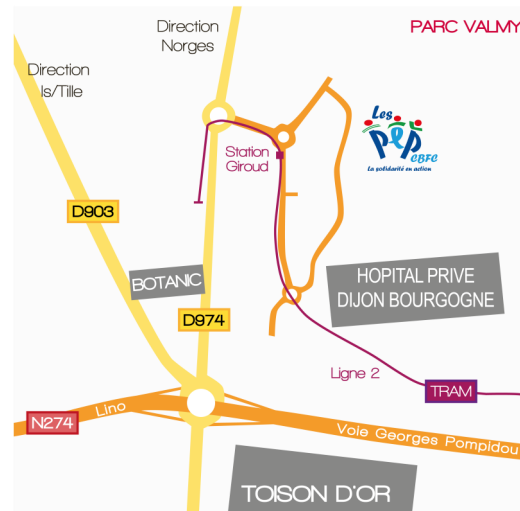 Direction
Norges
PARC VALMY
Direction
Is/Tille
Les
PEP
CBFC
La solidarité en action
Station
Giroud
D903
BOTANIC
HOPITAL PRIVE
DIJON BOURGOGNE
D974
Ligne 2
TRAM
Lino
N274
Voie Georges Pompidou
TOISON D'OR